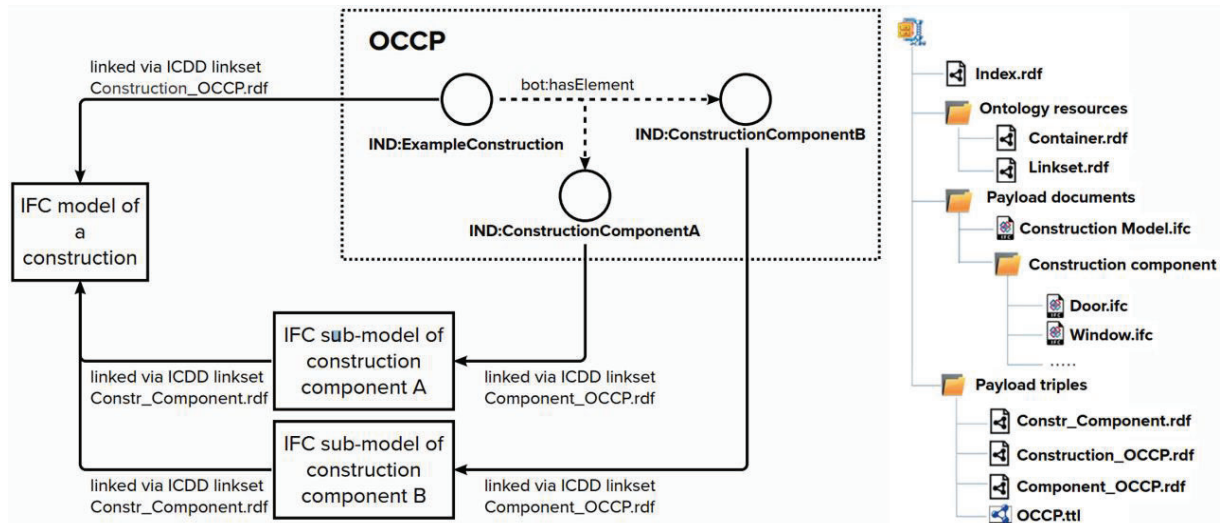 OCCP
linked via ICDD linkset
Construction_OCCP.rdf
bot:hasElement
IND:ExampleConstruction
IND:ConstructionComponentB
IND:ConstructionComponentA
IFC model of
a
construction
IFC sub-model of
construction
component A
linked via ICDD linkset
Constr_Component.rdf
linked via ICDD linkset
Component_OCCP.rdf
IFC sub-model of
construction
component B
linked via ICDD linkset
Constr_Component.rdf
linked via ICDD linkset
Component_OCCP.rdf
Index.rdf
Ontology resources
Container.rdf
Linkset.rdf
Payload documents
IFC
Construction Model.ifc
Construction component
IFC
Door.ifc
IFC
Window.ifc
.....
Payload triples
Constr_Component.rdf
Construction_OCCP.rdf
Component_OCCP.rdf
OCCP.ttl